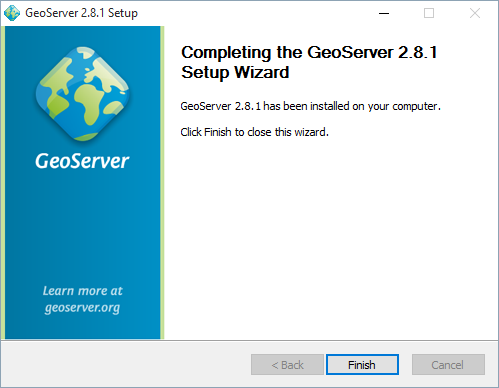 GeoServer 2.8.1 Setup
Completing the GeoServer 2.8.1
Setup Wizard
GeoServer 2.8.1 has been installed on your computer.
Click Finish to close this wizard.
GeoServer
Learn more at
geoserver.org
< Back
Finish
Cancel